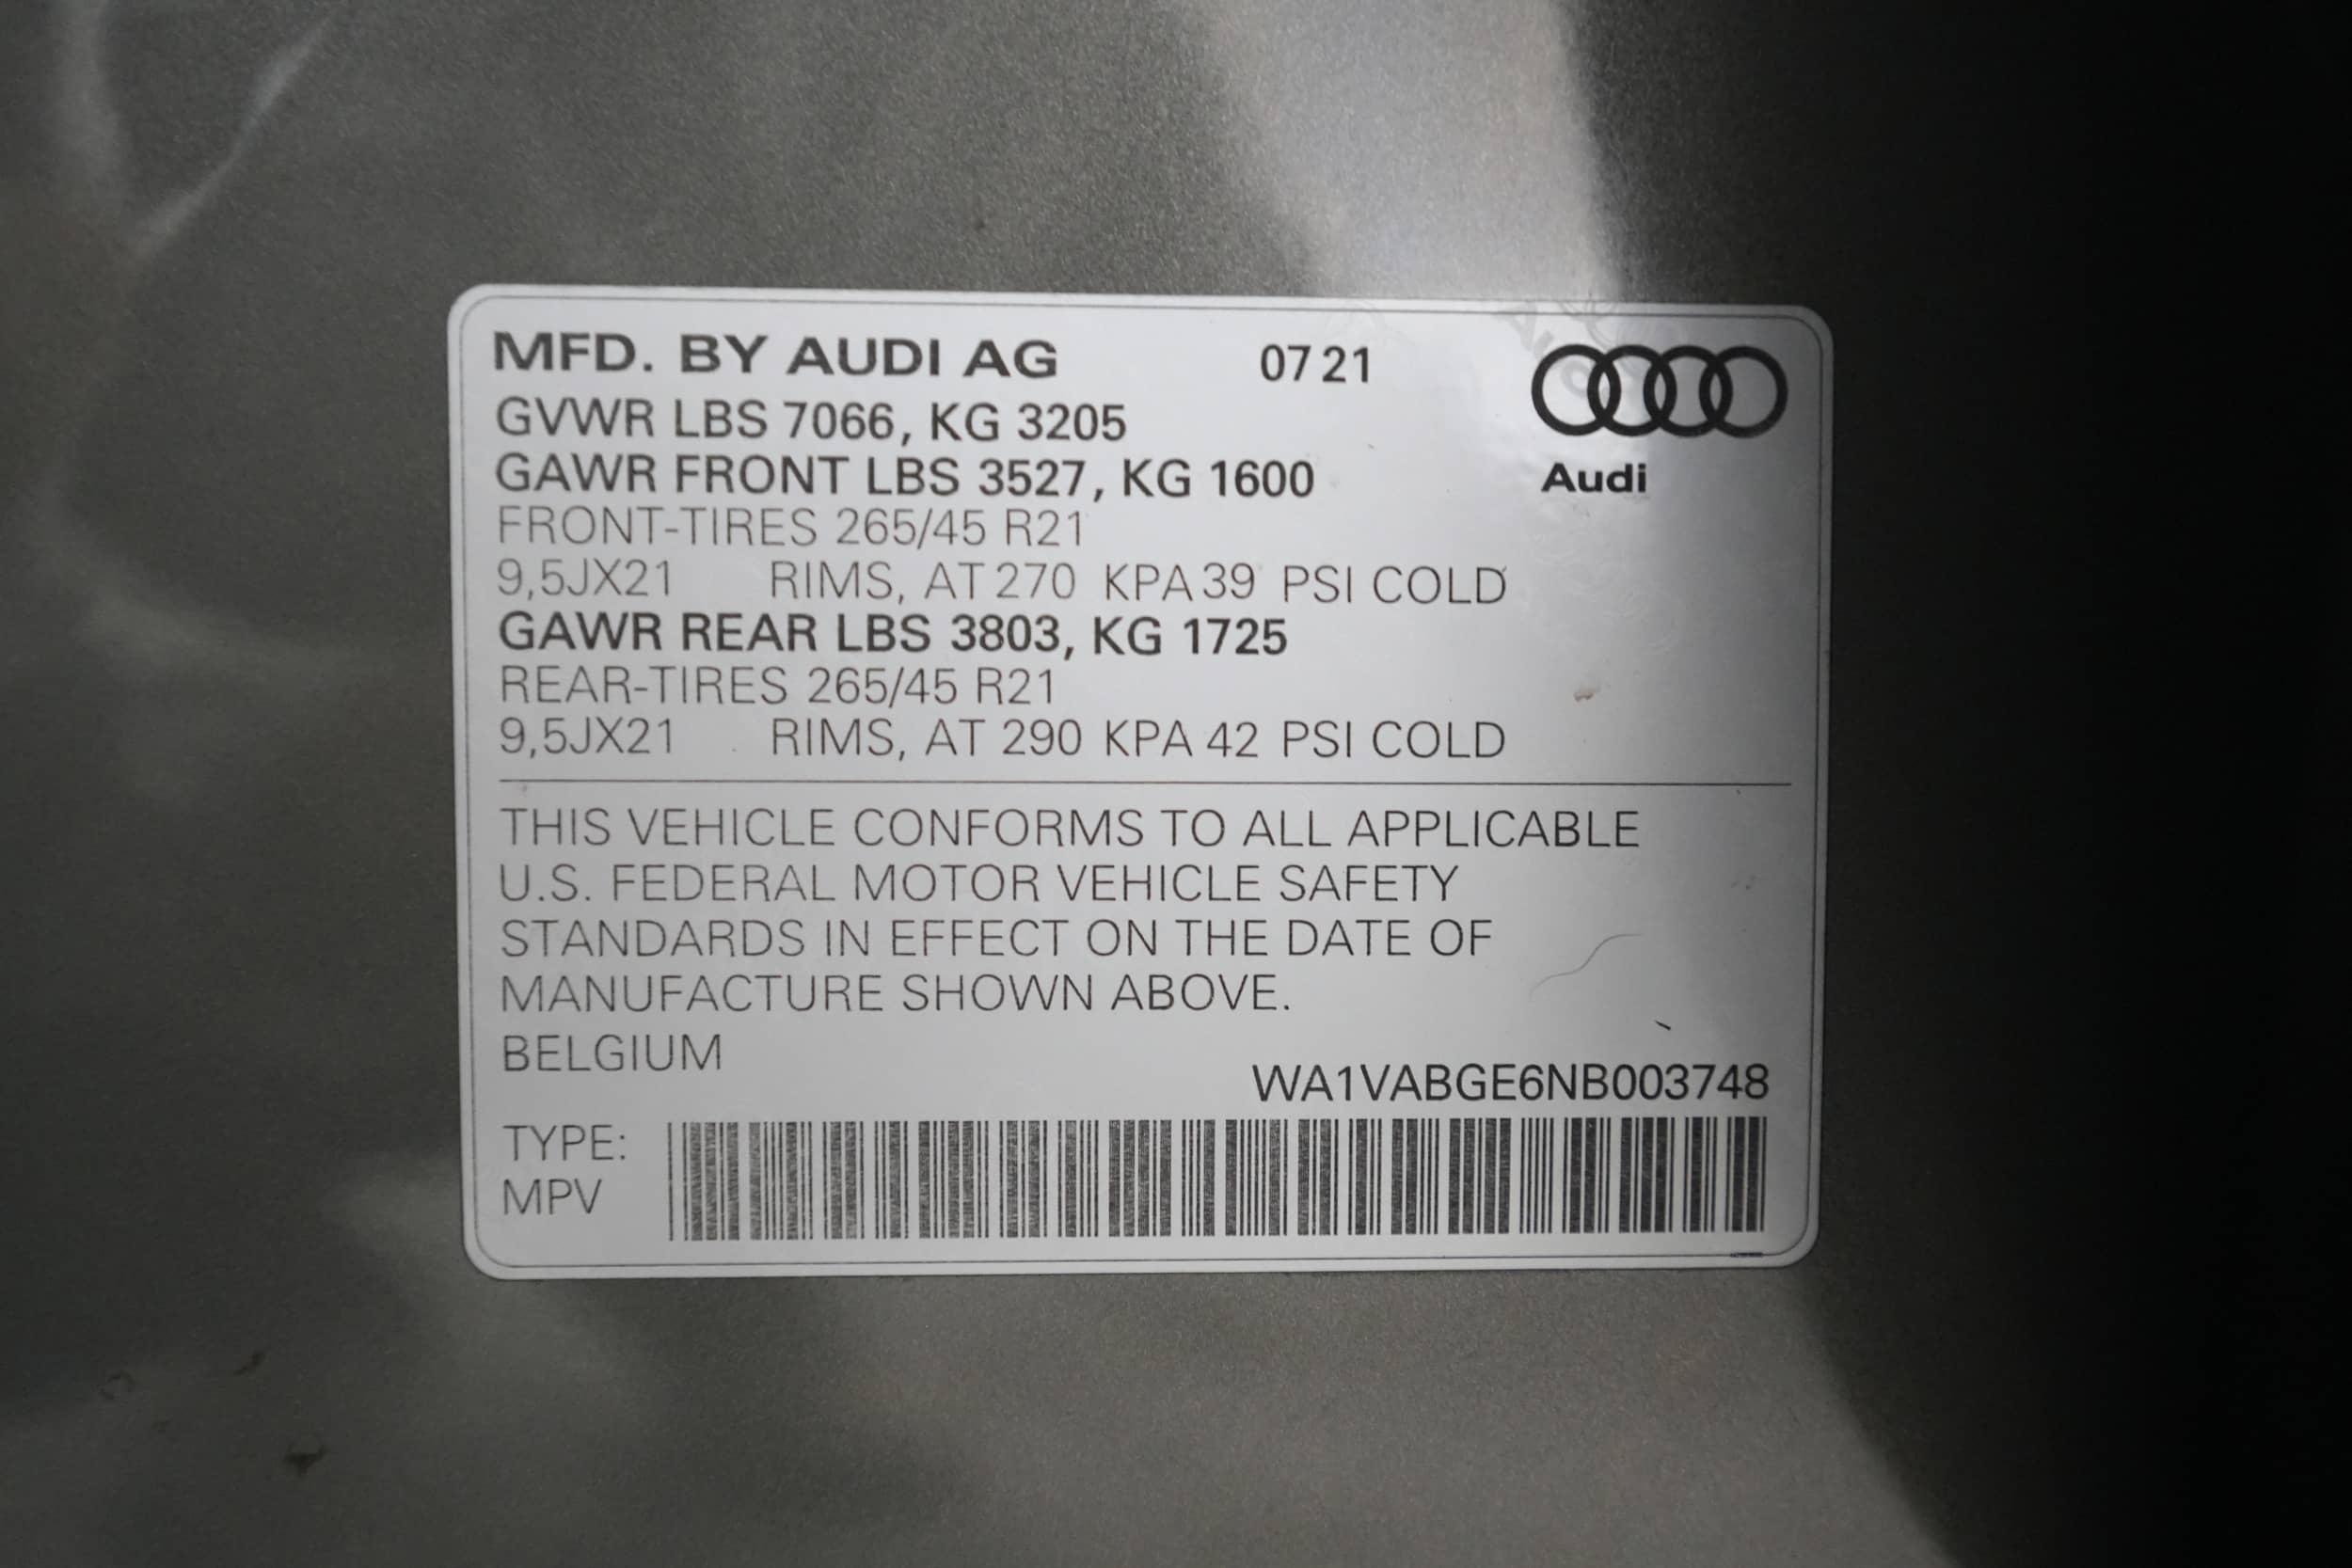 MFD. BY AUDI AG 07 21
GVWR LBS 7066, KG 3205
GAWR FRONT LBS 3527, KG 1600
Audi
FRONT-TIRES 265/45 R21
9,5JX21 RIMS, AT 270 KPA 39 PSI COLD
GAWR REAR LBS 3803, KG 1725
REAR-TIRES 265/45 R21
9,5JX21 RIMS, AT 290 KPA 42 PSI COLD
THIS VEHICLE CONFORMS TO ALL APPLICABLE
U.S. FEDERAL MOTOR VEHICLE SAFETY
STANDARDS IN EFFECT ON THE DATE OF
MANUFACTURE SHOWN ABOVE.
BELGIUM
WA1VABGE6NB003748
TYPE:
MPV